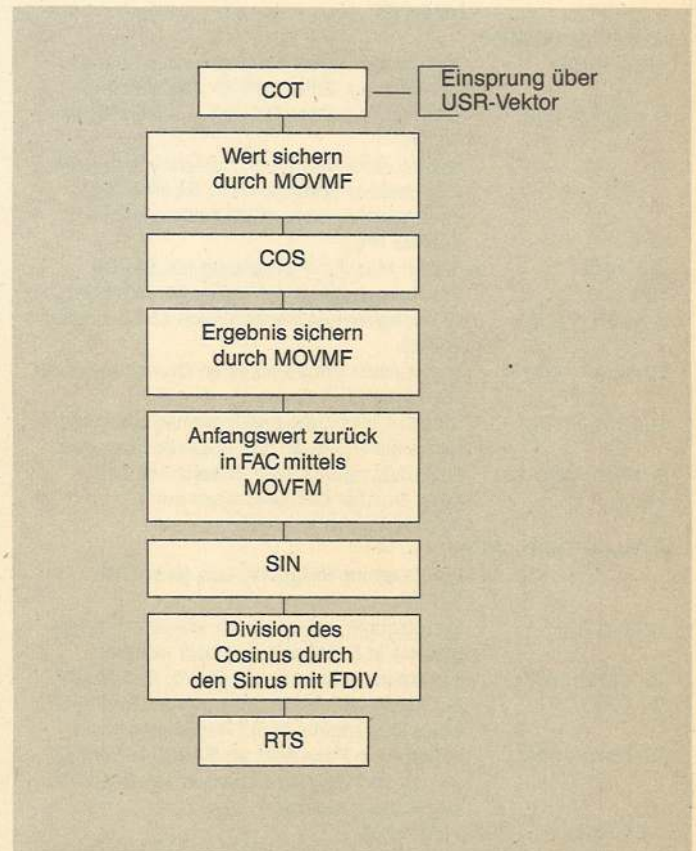 COT
Einsprung über
USR-Vektor
Wert sichern
durch MOVMF
COS
Ergebnis sichern
durch MOVMF
Anfangswert zurück
in FAC mittels
MOVFM
SIN
Division des
Cosinus durch
den Sinus mit FDIV
RTS